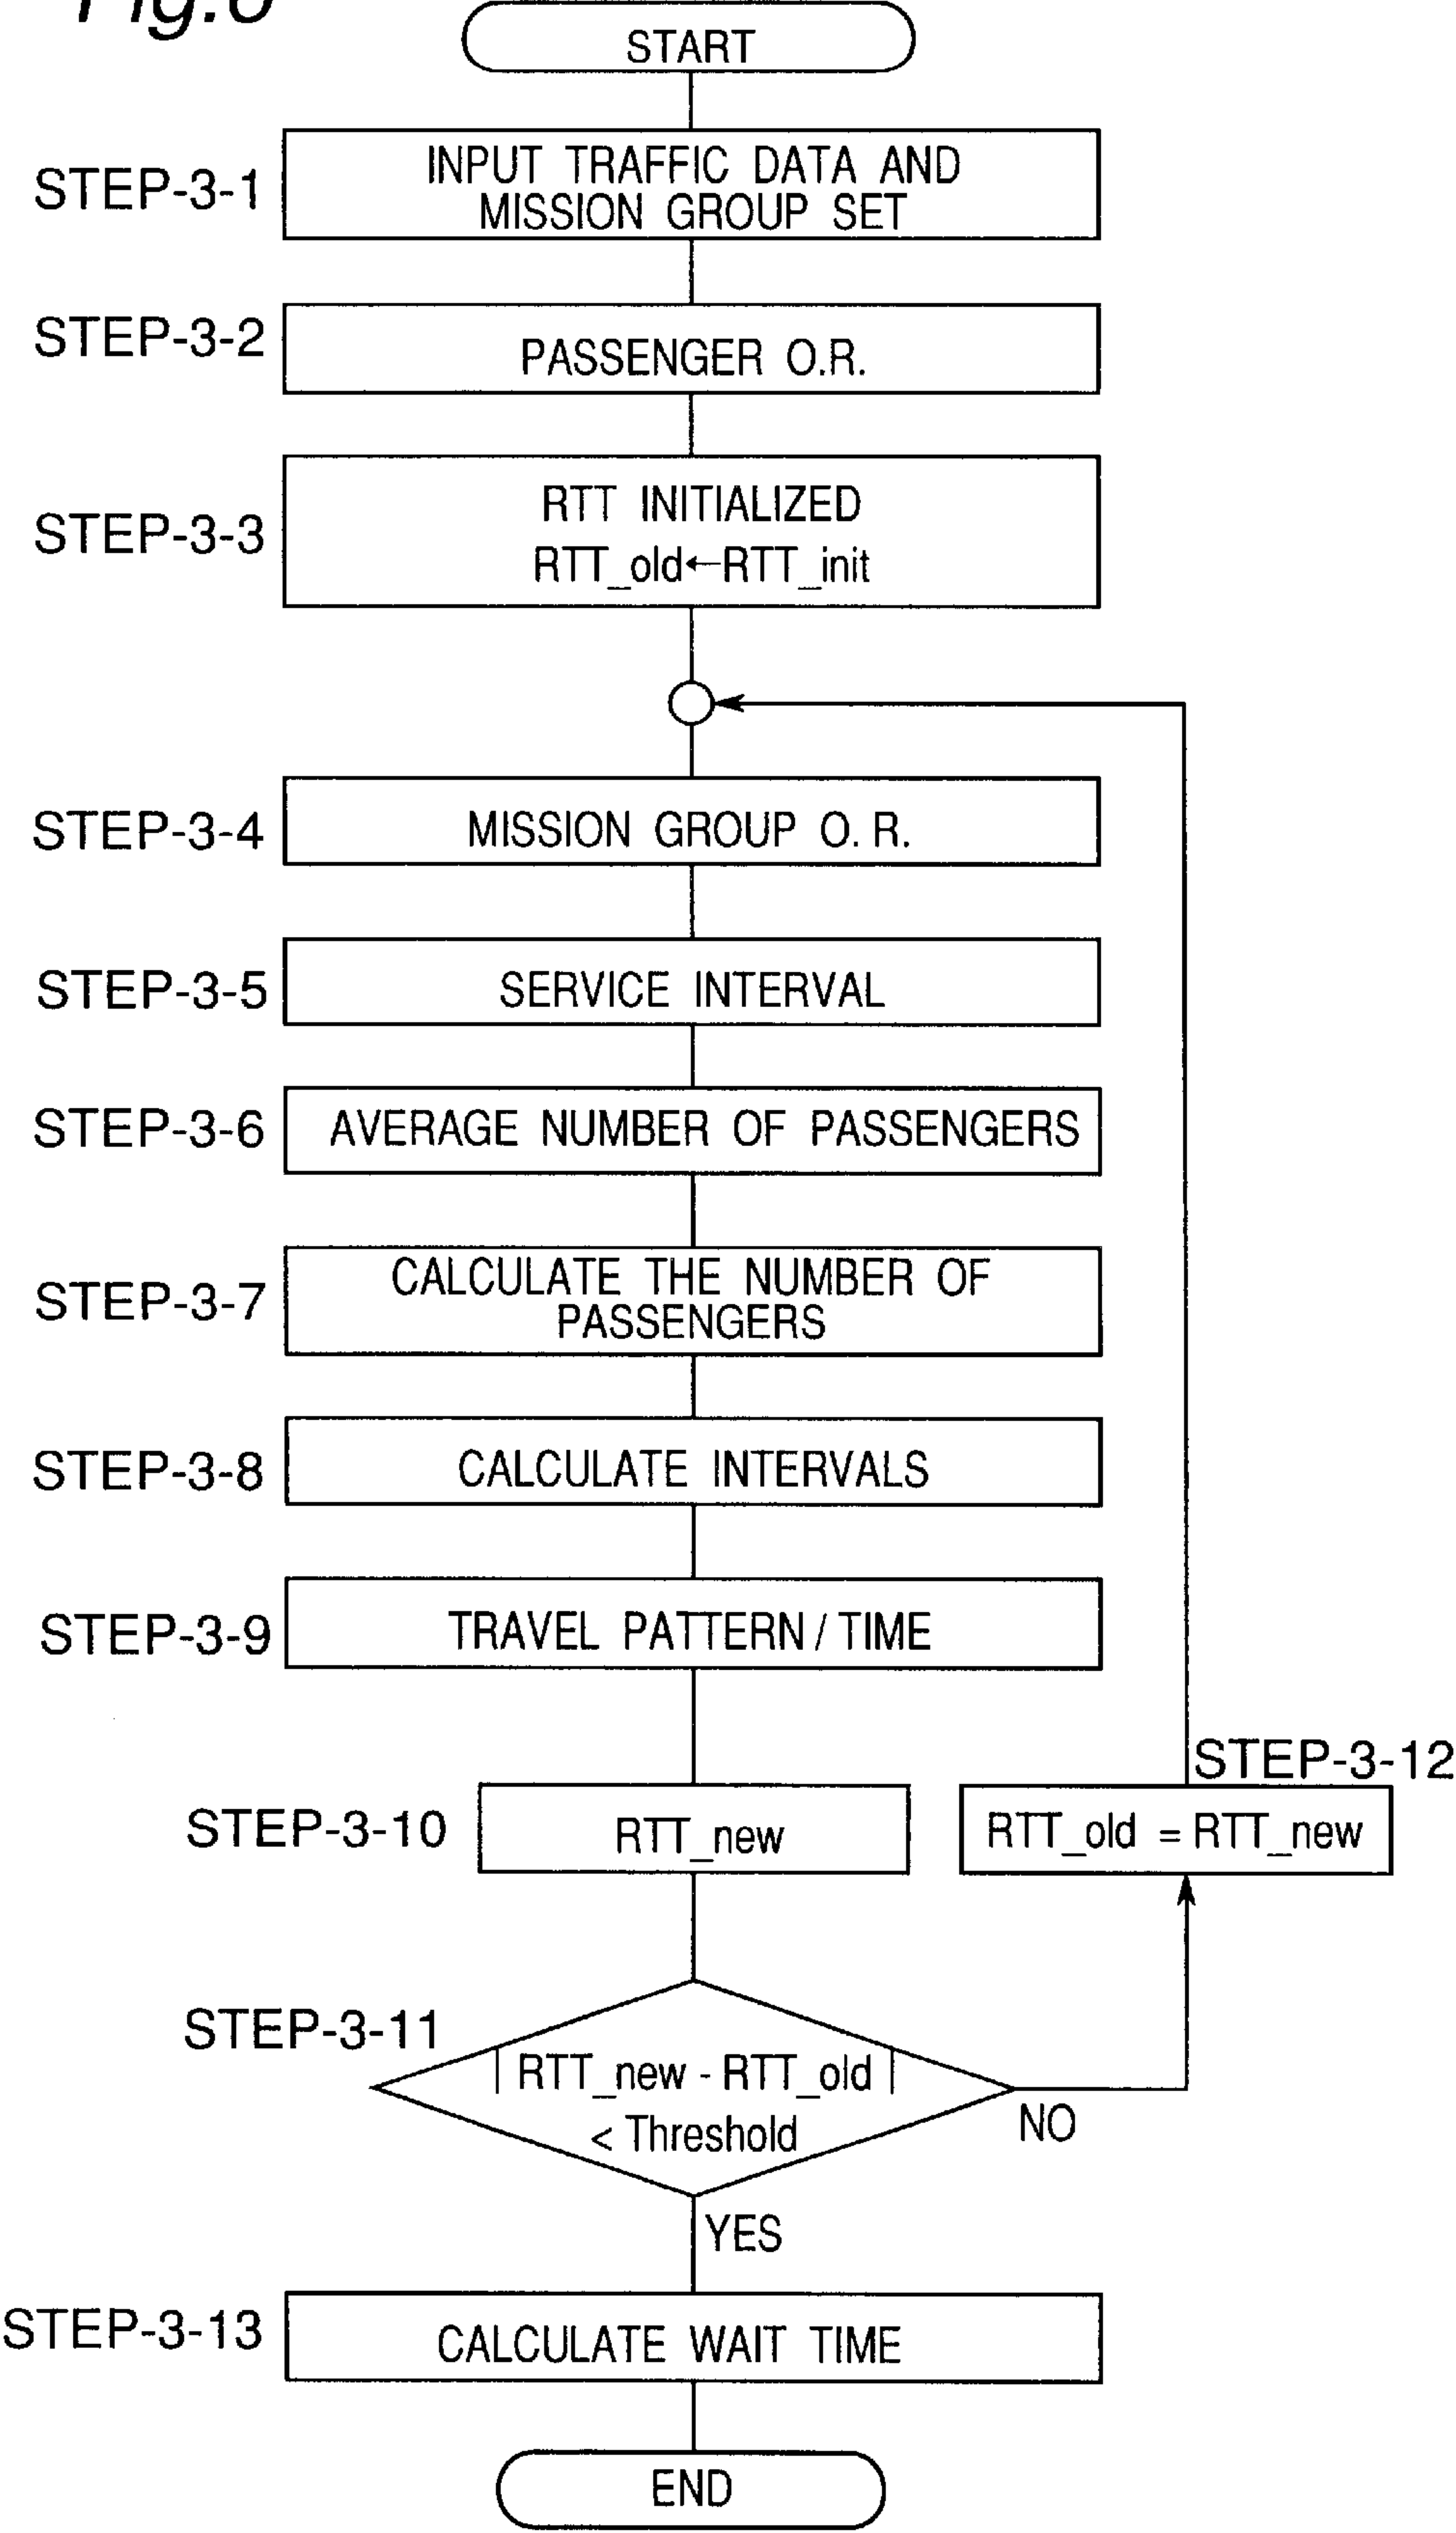 START
STEP-3-1
INPUT TRAFFIC DATA AND
MISSION GROUP SET
STEP-3-2
PASSENGER O.R.
STEP-3-3
RTT INITIALIZED
RTT_old←RTT_init
STEP-3-4
MISSION GROUP O. R.
STEP-3-5
SERVICE INTERVAL
STEP-3-6
AVERAGE NUMBER OF PASSENGERS
STEP-3-7
CALCULATE THE NUMBER OF
PASSENGERS
STEP-3-8
CALCULATE INTERVALS
STEP-3-9
TRAVEL PATTERN / TIME
STEP-3-10
RTT_new
STEP-3-12
RTT_old = RTT_new
STEP-3-11
| RTT_new - RTT_old |
< Threshold
NO
YES
STEP-3-13
CALCULATE WAIT TIME
END